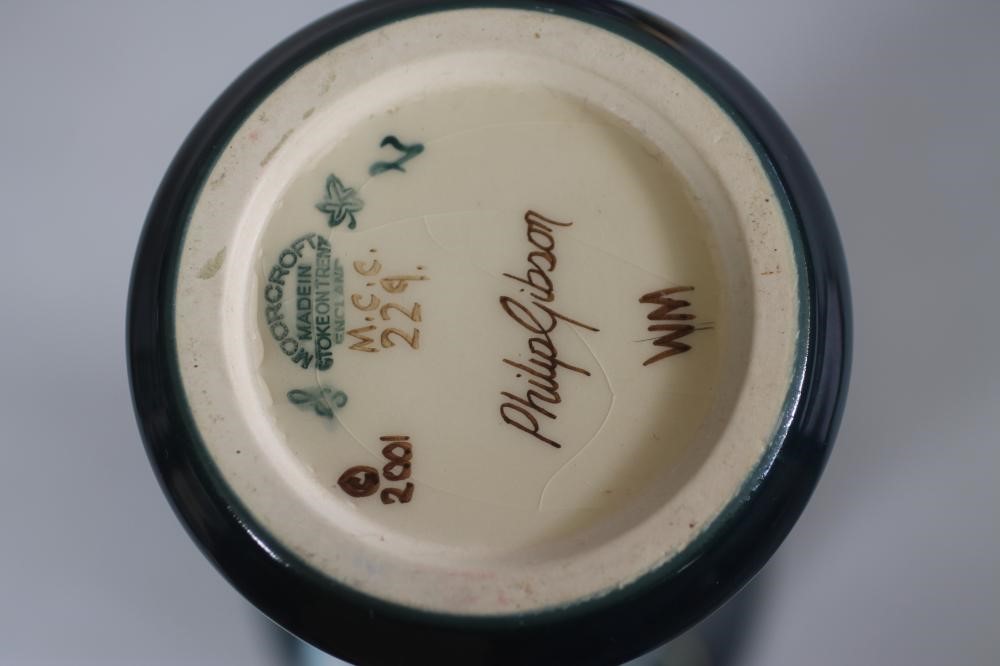 MOORCROFT
MADE IN
STOKE ON TRENT
ENGLAND
M.C.C.
229.
© 2001
Philip Gibson
WM